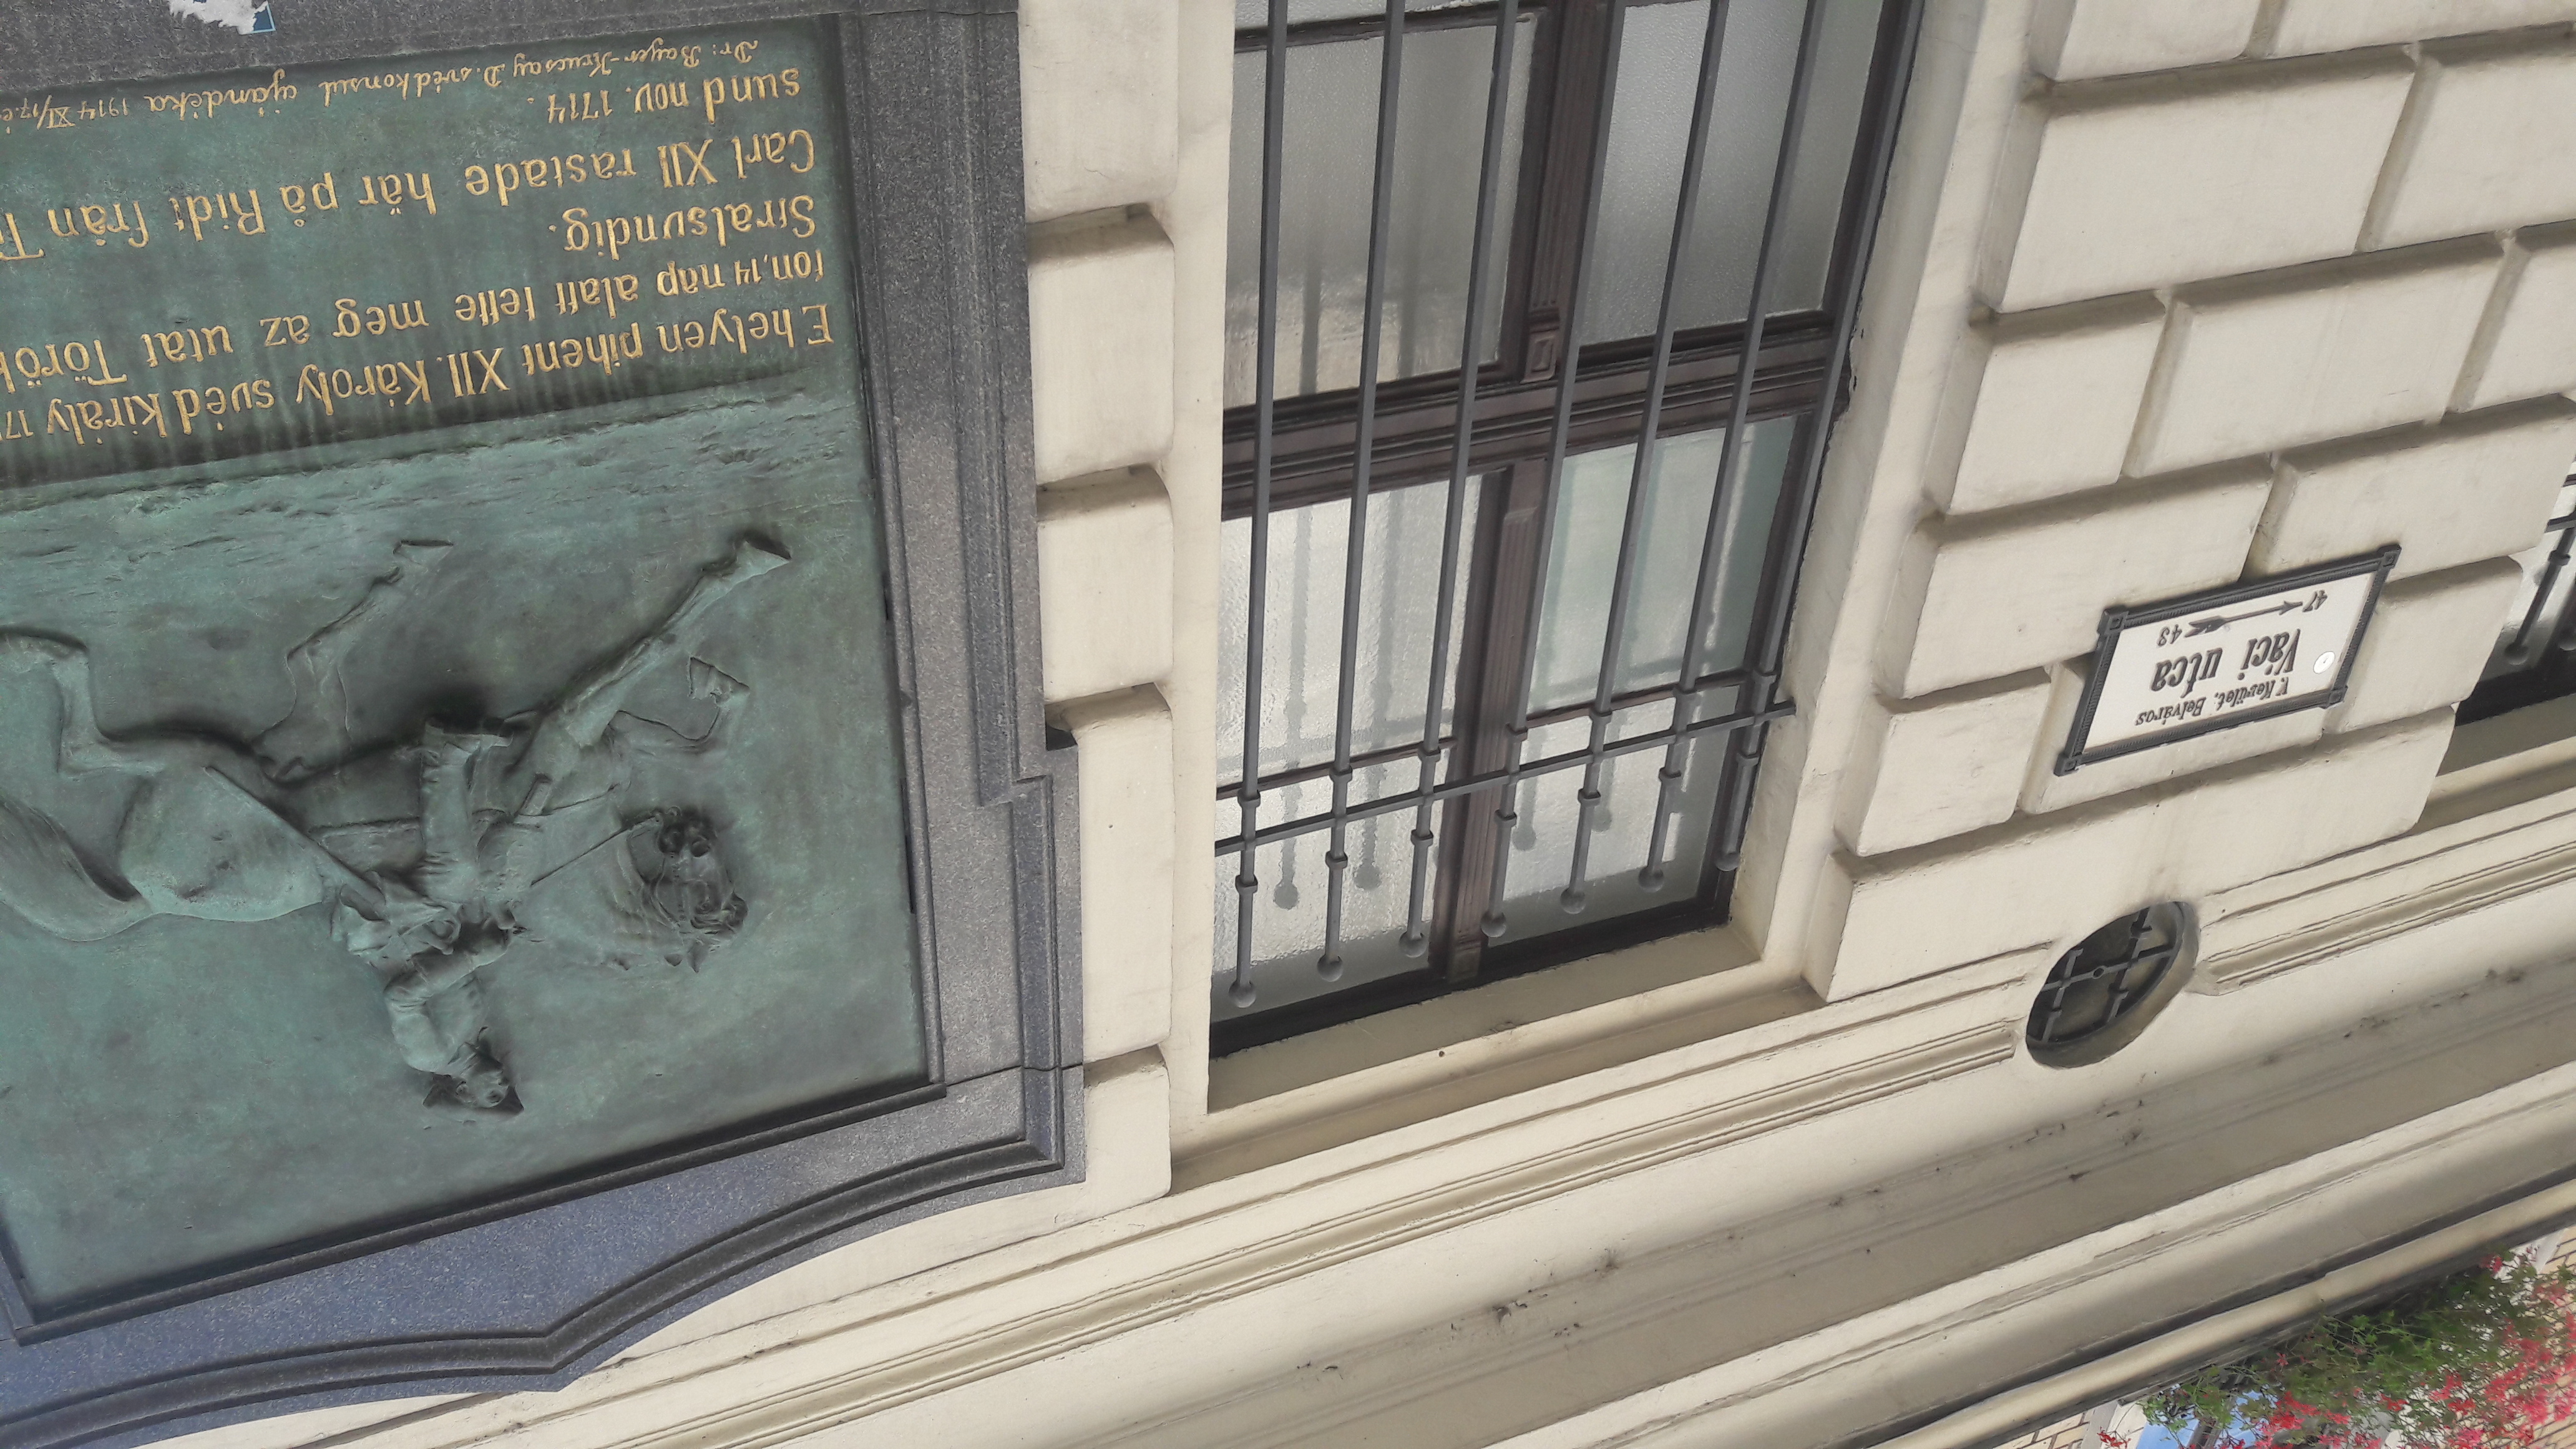 V. Kerület, Belváros
Váci utca
47 43
E helyen pihent XII. Károly svéd király
ton, 14 nap alatt tette meg az utat
Stralsundig.
Carl XII rastade här på Ridt från
sund nov. 1714.
Dr: Bayer-Krucsay D. svéd konsul ajándéka 1914 XI/17.